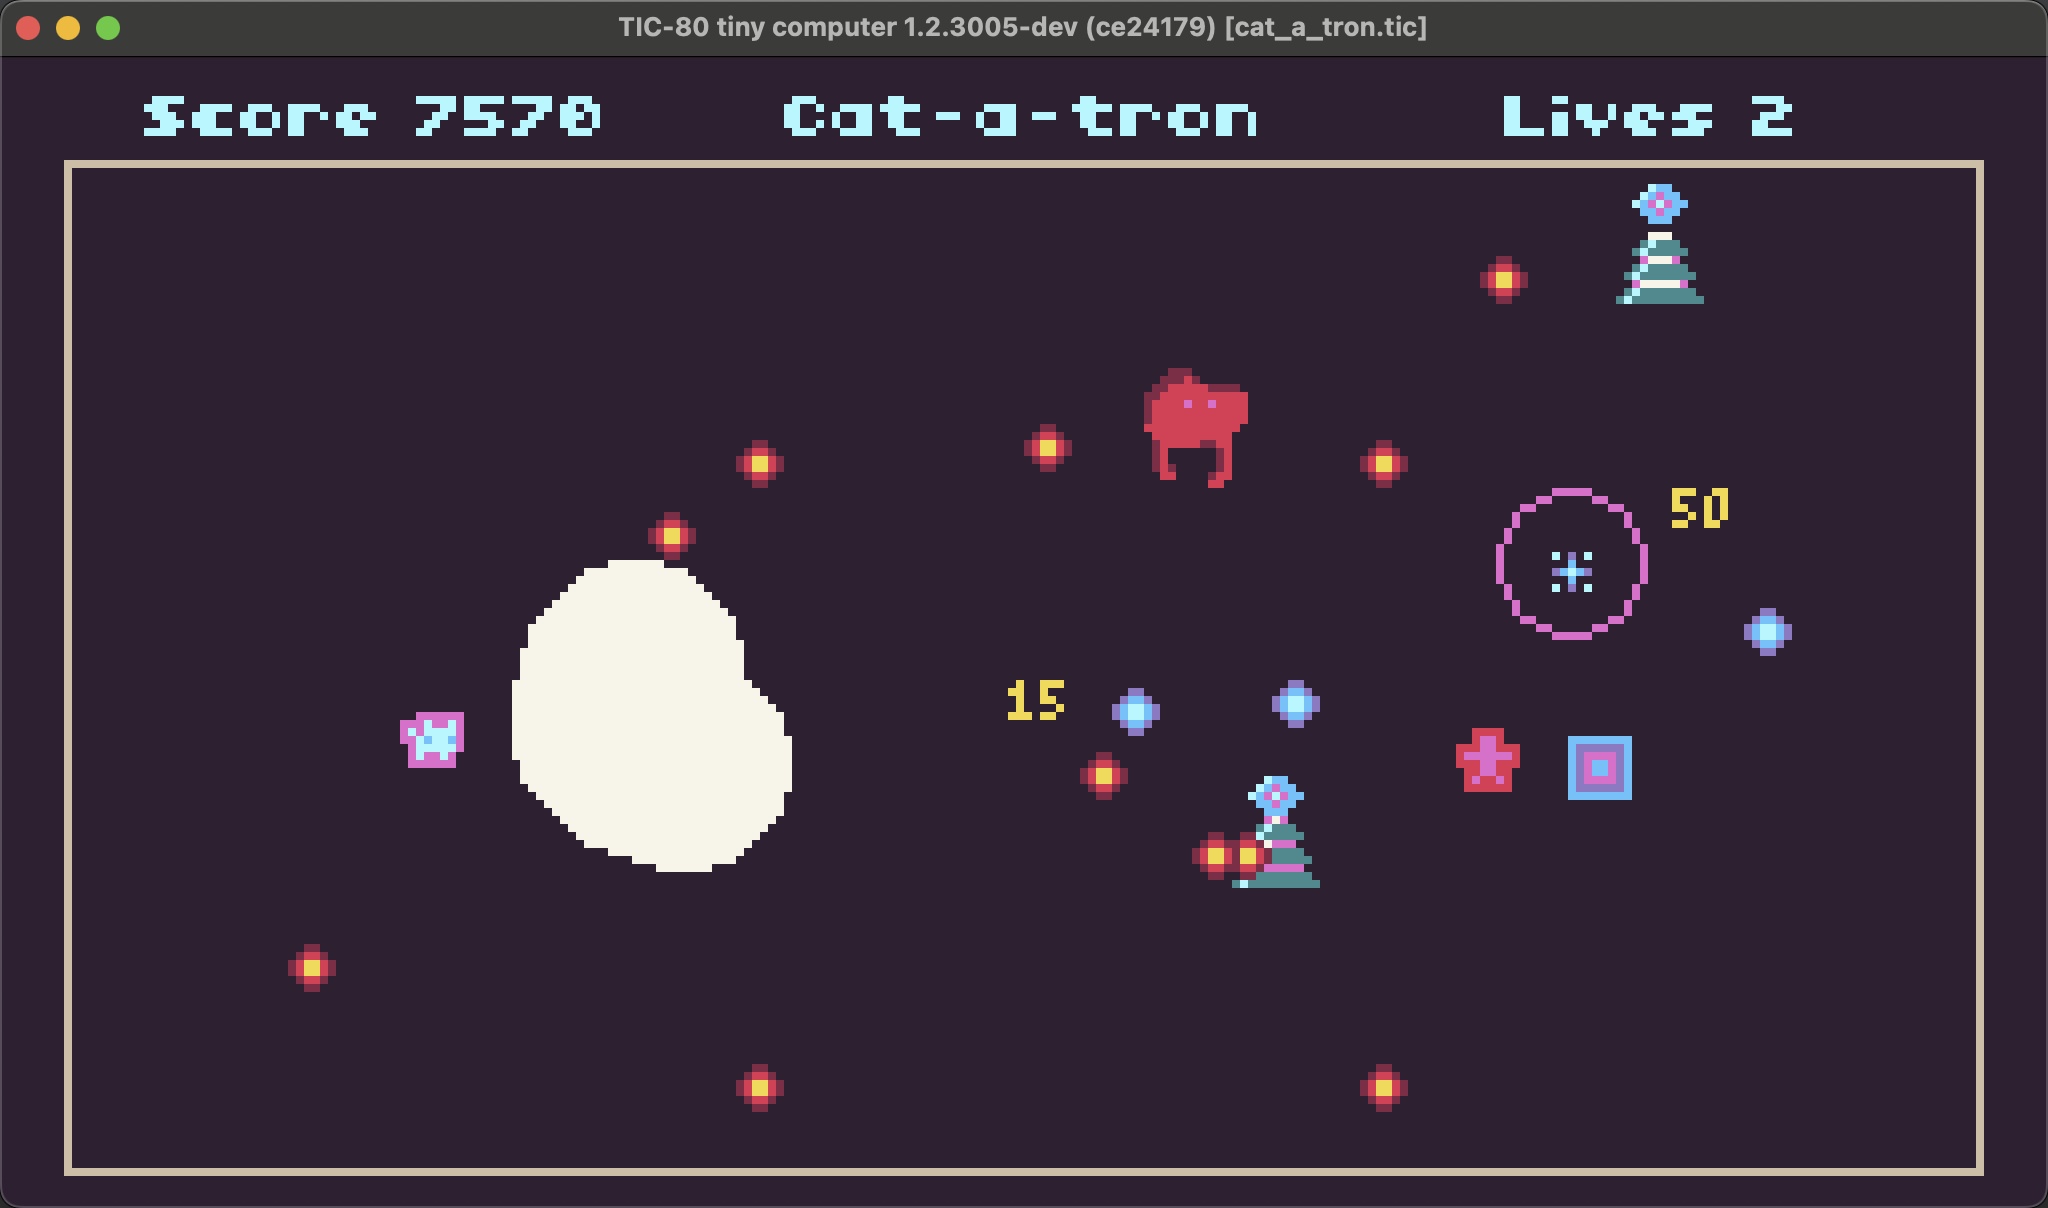 TIC-80 tiny computer 1.2.3005-dev (ce24179) [cat_a_tron.tic]
Score 7570 Cat-a-tron Lives 2
50
15